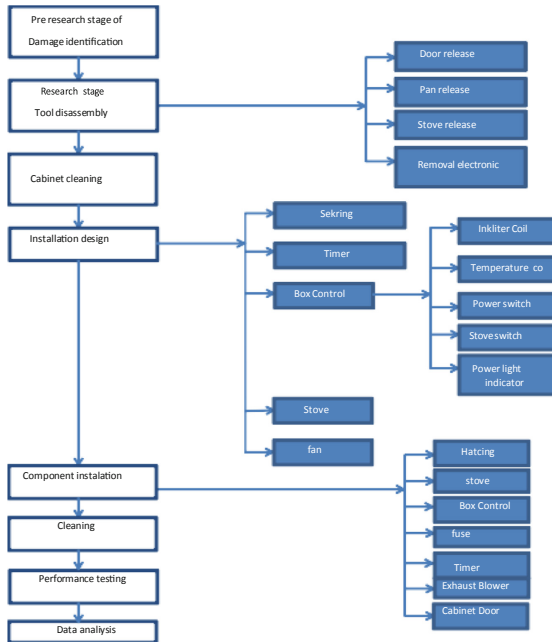 Pre research stage of
Damage identification
Research stage
Tool disassembly
Door release
Pan release
Stove release
Removal electronic
Cabinet cleaning
Installation design
Sekring
Timer
Box Control
Stove
fan
Inkliter Coil
Temperature co
Power switch
Stove switch
Power light
indicator
Component instalation
Hatcing
stove
Box Control
fuse
Timer
Exhaust Blower
Cabinet Door
Cleaning
Performance testing
Data analysis